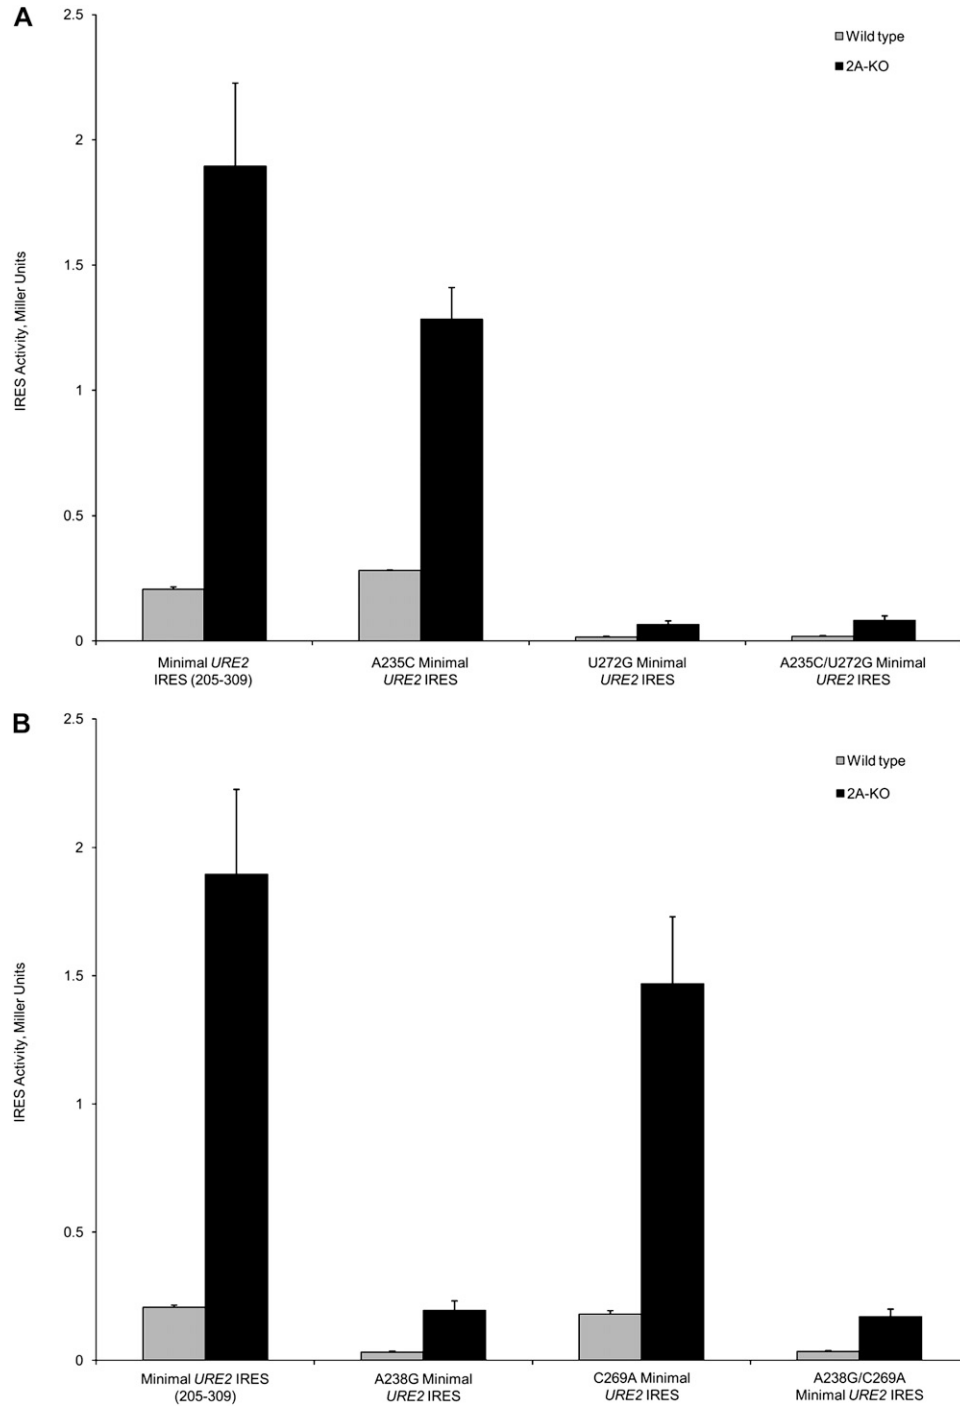 A
2.5
Wild type
2A-KO
2
1.5
IRES Activity, Miller Units
1
0.5
0
Minimal URE2
IRES (205-309)
A235C Minimal
URE2 IRES
U272G Minimal
URE2 IRES
A235C/U272G Minimal
URE2 IRES
B
2.5
Wild type
2A-KO
2
1.5
IRES Activity, Miller Units
1
0.5
0
Minimal URE2 IRES
(205-309)
A238G Minimal
URE2 IRES
C269A Minimal
URE2 IRES
A238G/C269A
Minimal URE2 IRES